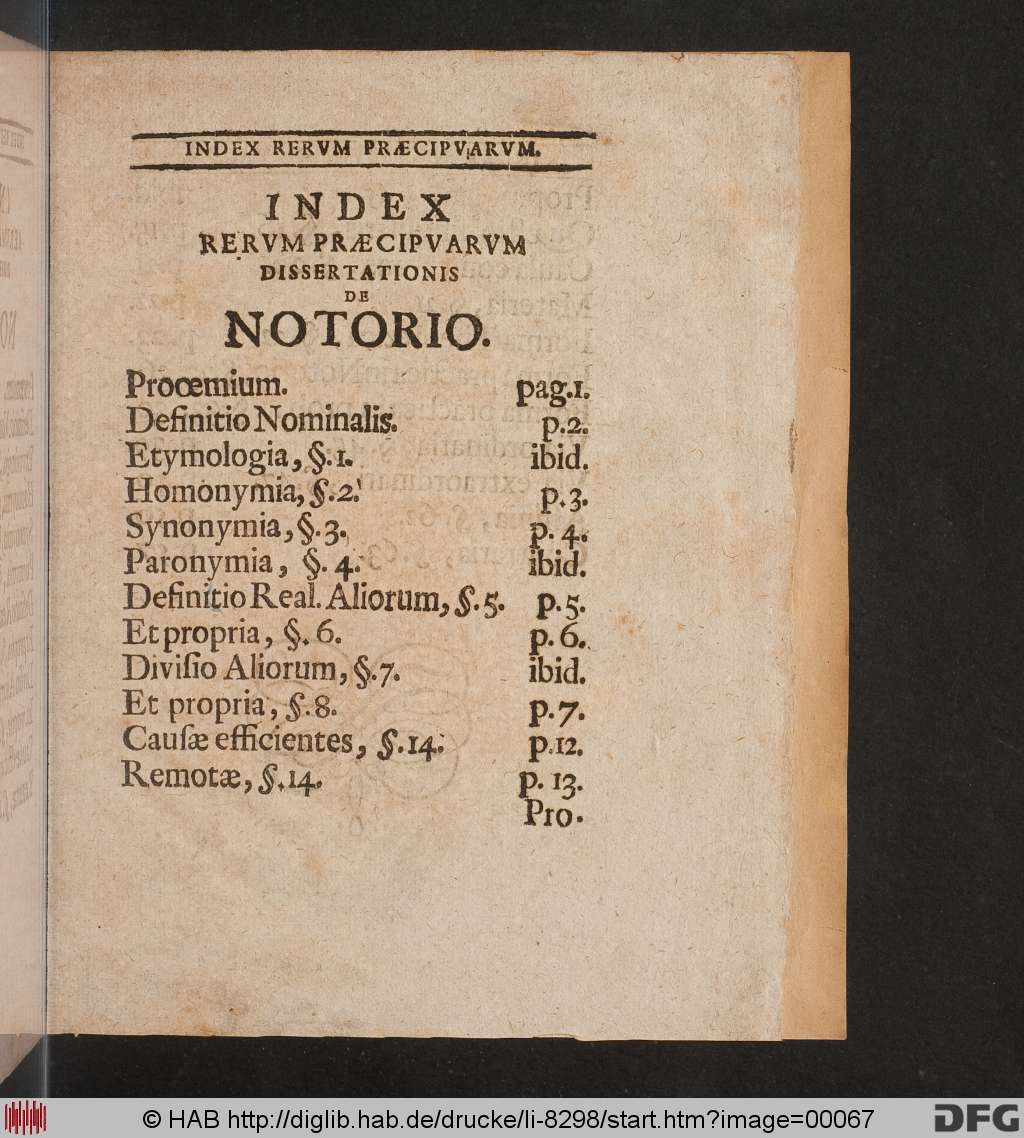 INDEX RERVM PRÆCIPVARVM.
INDEX
RERVM PRÆCIPVARVM
DISSERTATIONIS
DE
NOTORIO.
Prooemium. pag.1.
Definitio Nominalis. p.2.
Etymologia, §.1. ibid.
Homonymia, §.2. p.3.
Synonymia, §.3. p.4.
Paronymia, §.4. ibid.
Definitio Real. Aliorum, §.5. p.5.
Et propria, §.6. p.6.
Diviſio Aliorum, §.7. ibid.
Et propria, §.8. p.7.
Cauſæ efficientes, §.14. p.12.
Remotæ, §.14. p.13.
Pro.
© HAB http://diglib.hab.de/drucke/li-8298/start.htm?image=00067
DFG